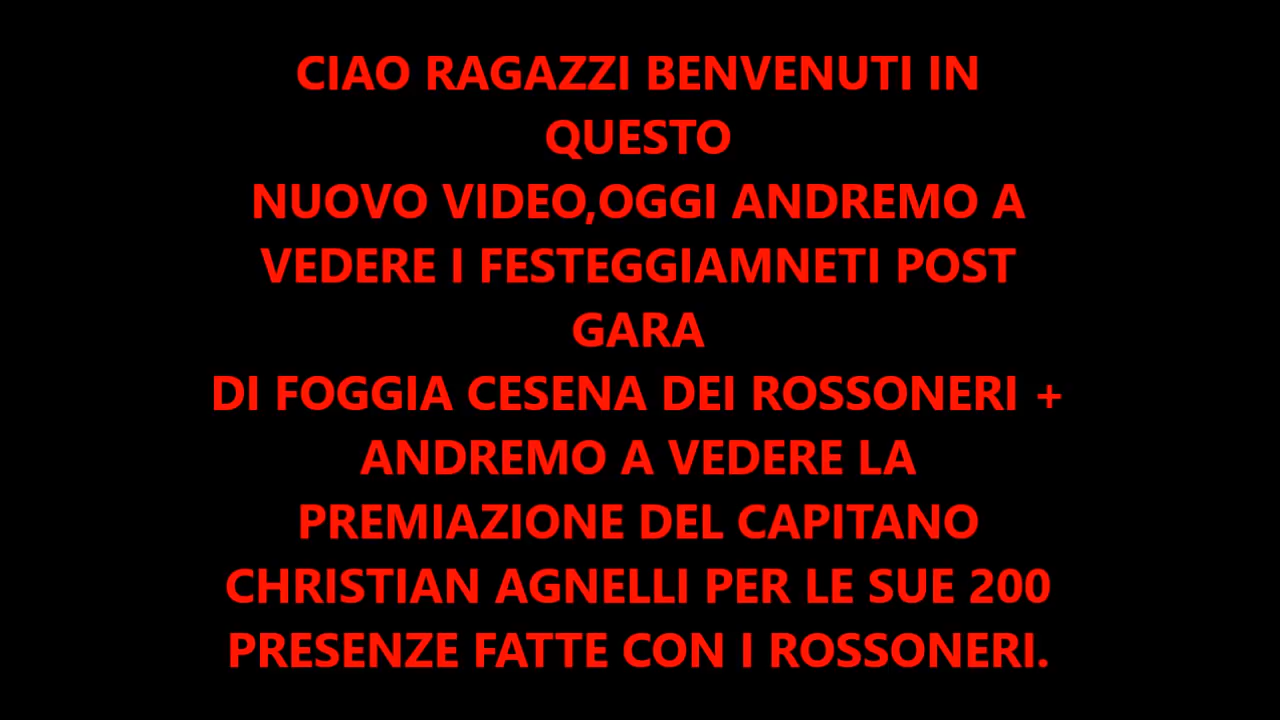 CIAO RAGAZZI BENVENUTI IN
QUESTO
NUOVO VIDEO,OGGI ANDREMO A
VEDERE I FESTEGGIAMNETI POST
GARA
DI FOGGIA CESENA DEI ROSSONERI +
ANDREMO A VEDERE LA
PREMIAZIONE DEL CAPITANO
CHRISTIAN AGNELLI PER LE SUE 200
PRESENZE FATTE CON I ROSSONERI.